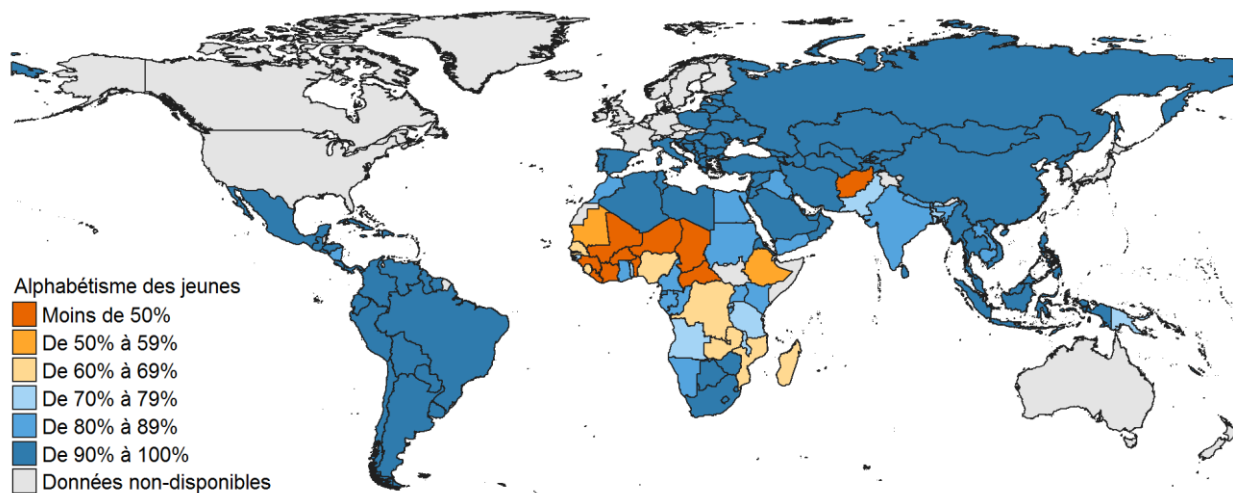 Alphabétisme des jeunes
Moins de 50%
De 50% à 59%
De 60% à 69%
De 70% à 79%
De 80% à 89%
De 90% à 100%
Données non-disponibles